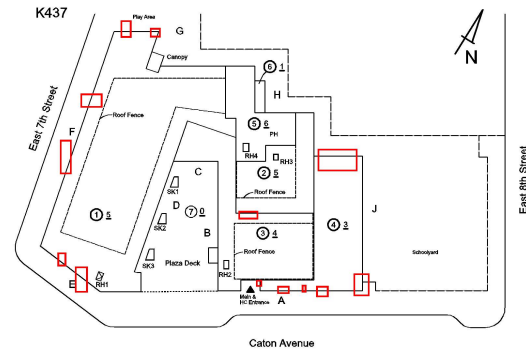 K437
Play Area
G
Canopy
N
6 1
H
5 6
PH
East 7th Street
F
Roof Fence
RH4
RH3
2 5
C
SK1
Roof Fence
East 8th Street
1 5
D
7 0
SK2
B
3 4
4 3
J
Roof Fence
Schoolyard
SK3
Plaza Deck
RH2
E
RH1
Main &
HC Entrance
A
Caton Avenue